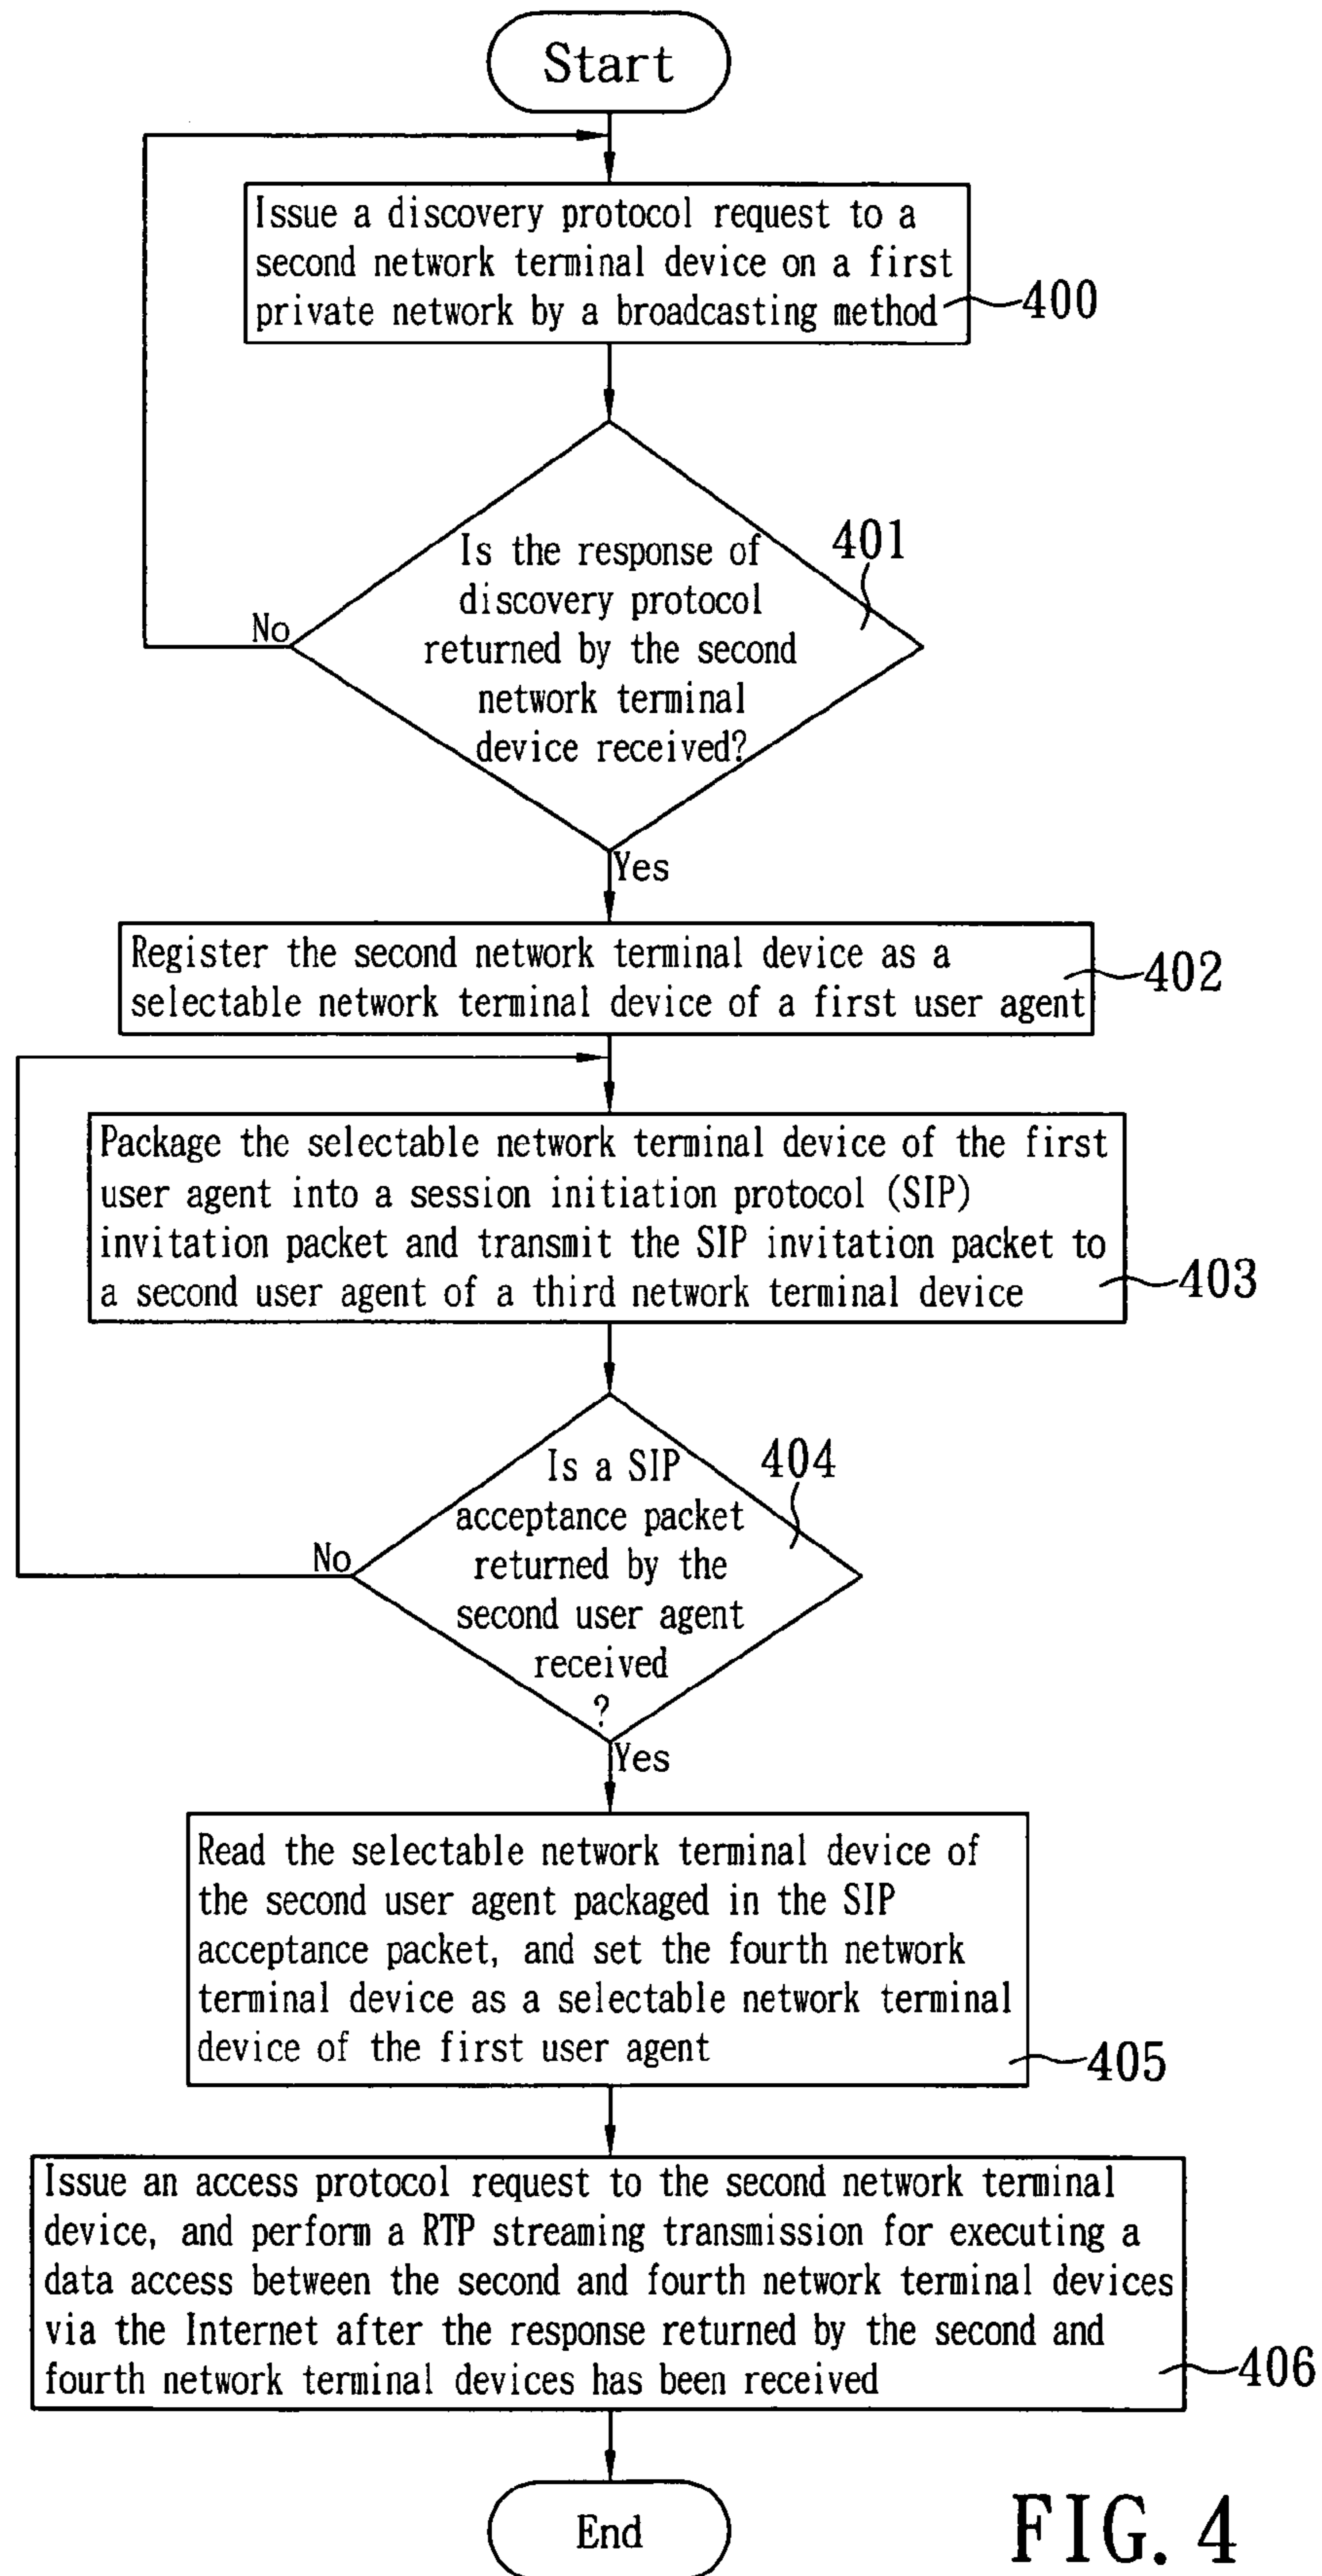 Start
Issue a discovery protocol request to a
second network terminal device on a first
private network by a broadcasting method
400
401
Is the response of
discovery protocol
returned by the second
network terminal
device received?
No
Yes
Register the second network terminal device as a
selectable network terminal device of a first user agent
402
Package the selectable network terminal device of the first
user agent into a session initiation protocol (SIP)
invitation packet and transmit the SIP invitation packet to
a second user agent of a third network terminal device
403
404
Is a SIP
acceptance packet
returned by the
second user agent
received
?
No
Yes
Read the selectable network terminal device of
the second user agent packaged in the SIP
acceptance packet, and set the fourth network
terminal device as a selectable network terminal
device of the first user agent
405
Issue an access protocol request to the second network terminal
device, and perform a RTP streaming transmission for executing a
data access between the second and fourth network terminal devices
via the Internet after the response returned by the second and
fourth network terminal devices has been received
406
End
FIG. 4